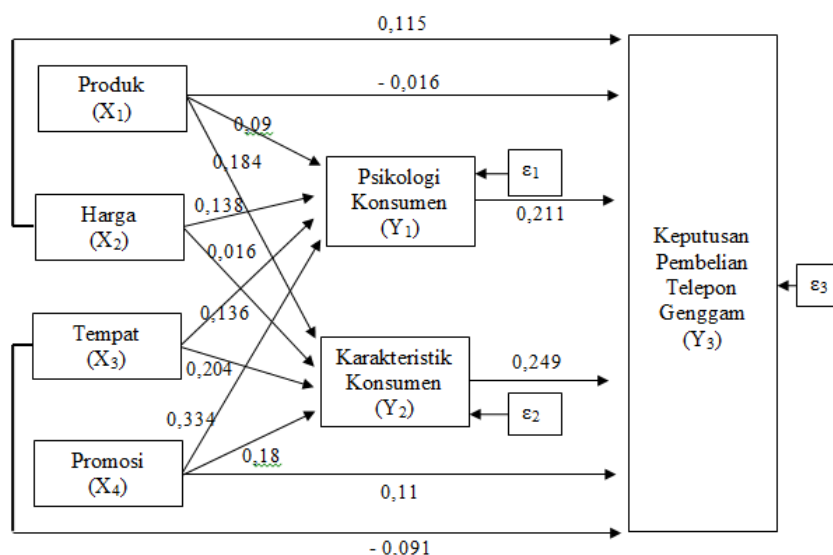 0,115
Produk
(X₁)
- 0,016
0,09
0,184
Psikologi
Konsumen
(Y₁)
ε₁
0,211
Harga
(X₂)
0,138
0,016
Keputusan
Pembelian
Telepon
Genggam
(Y₃)
ε₃
Tempat
(X₃)
0,136
0,204
Karakteristik
Konsumen
(Y₂)
0,249
ε₂
0,334
Promosi
(X₄)
0,18
0,11
- 0,091